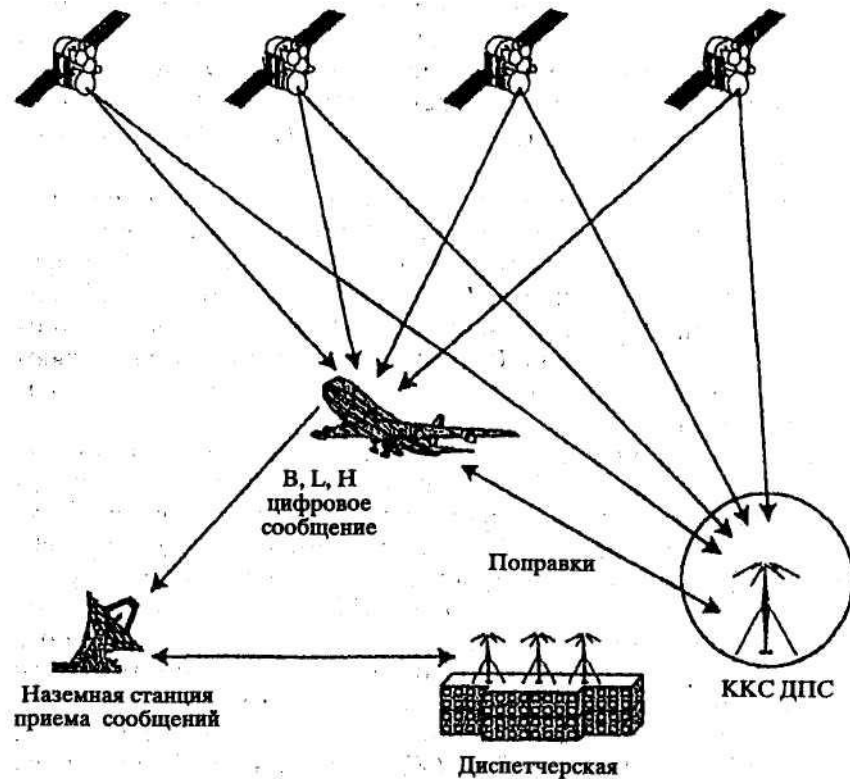 B, L, H
цифровое
сообщение
Поправки
ККС ДПС
Наземная станция
приема сообщений
Диспетчерская